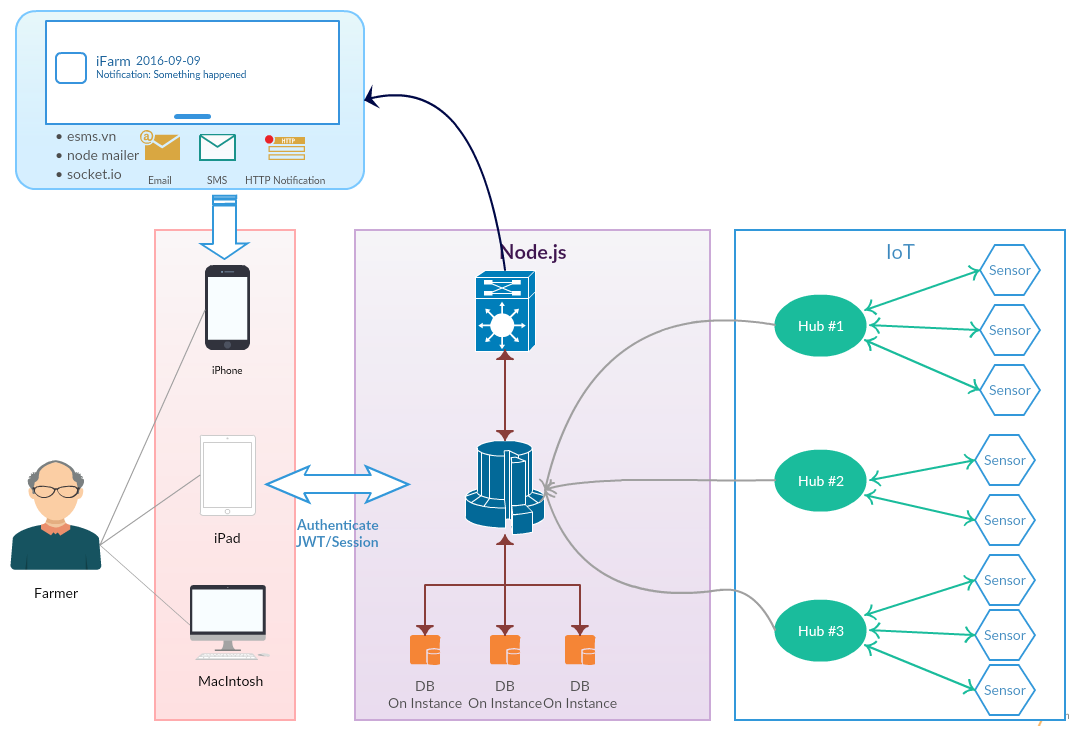 iFarm 2016-09-09
Notification: Something happened
• esms.vn
• node mailer
• socket.io
@
HTTP
Email
SMS
HTTP Notification
Node.js
IoT
Sensor
Hub #1
Sensor
Sensor
iPhone
Sensor
Hub #2
Sensor
iPad
Authenticate
JWT/Session
Farmer
Sensor
Hub #3
Sensor
Sensor
MacIntosh
DB
On Instance
DB
On Instance
DB
On Instance